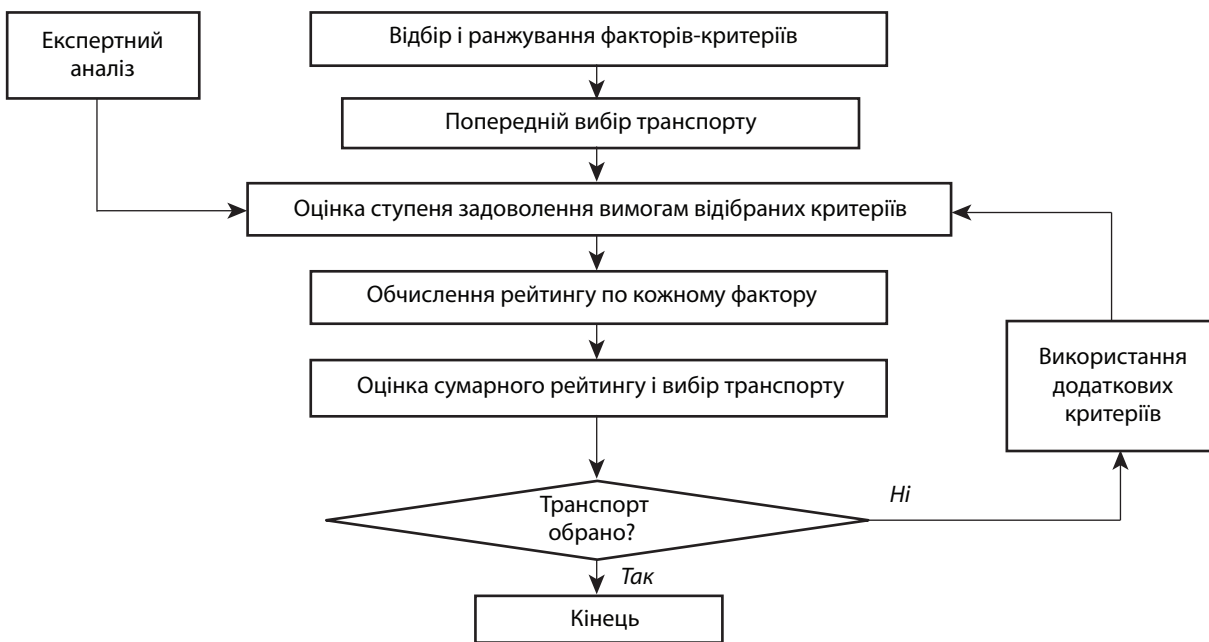 Експертний
аналіз
Відбір і ранжування факторів-критеріїв
Попередній вибір транспорту
Оцінка ступеня задоволення вимогам відібраних критеріїв
Обчислення рейтингу по кожному фактору
Оцінка сумарного рейтингу і вибір транспорту
Використання
додаткових
критеріїв
Транспорт
обрано?
Ні
Так
Кінець